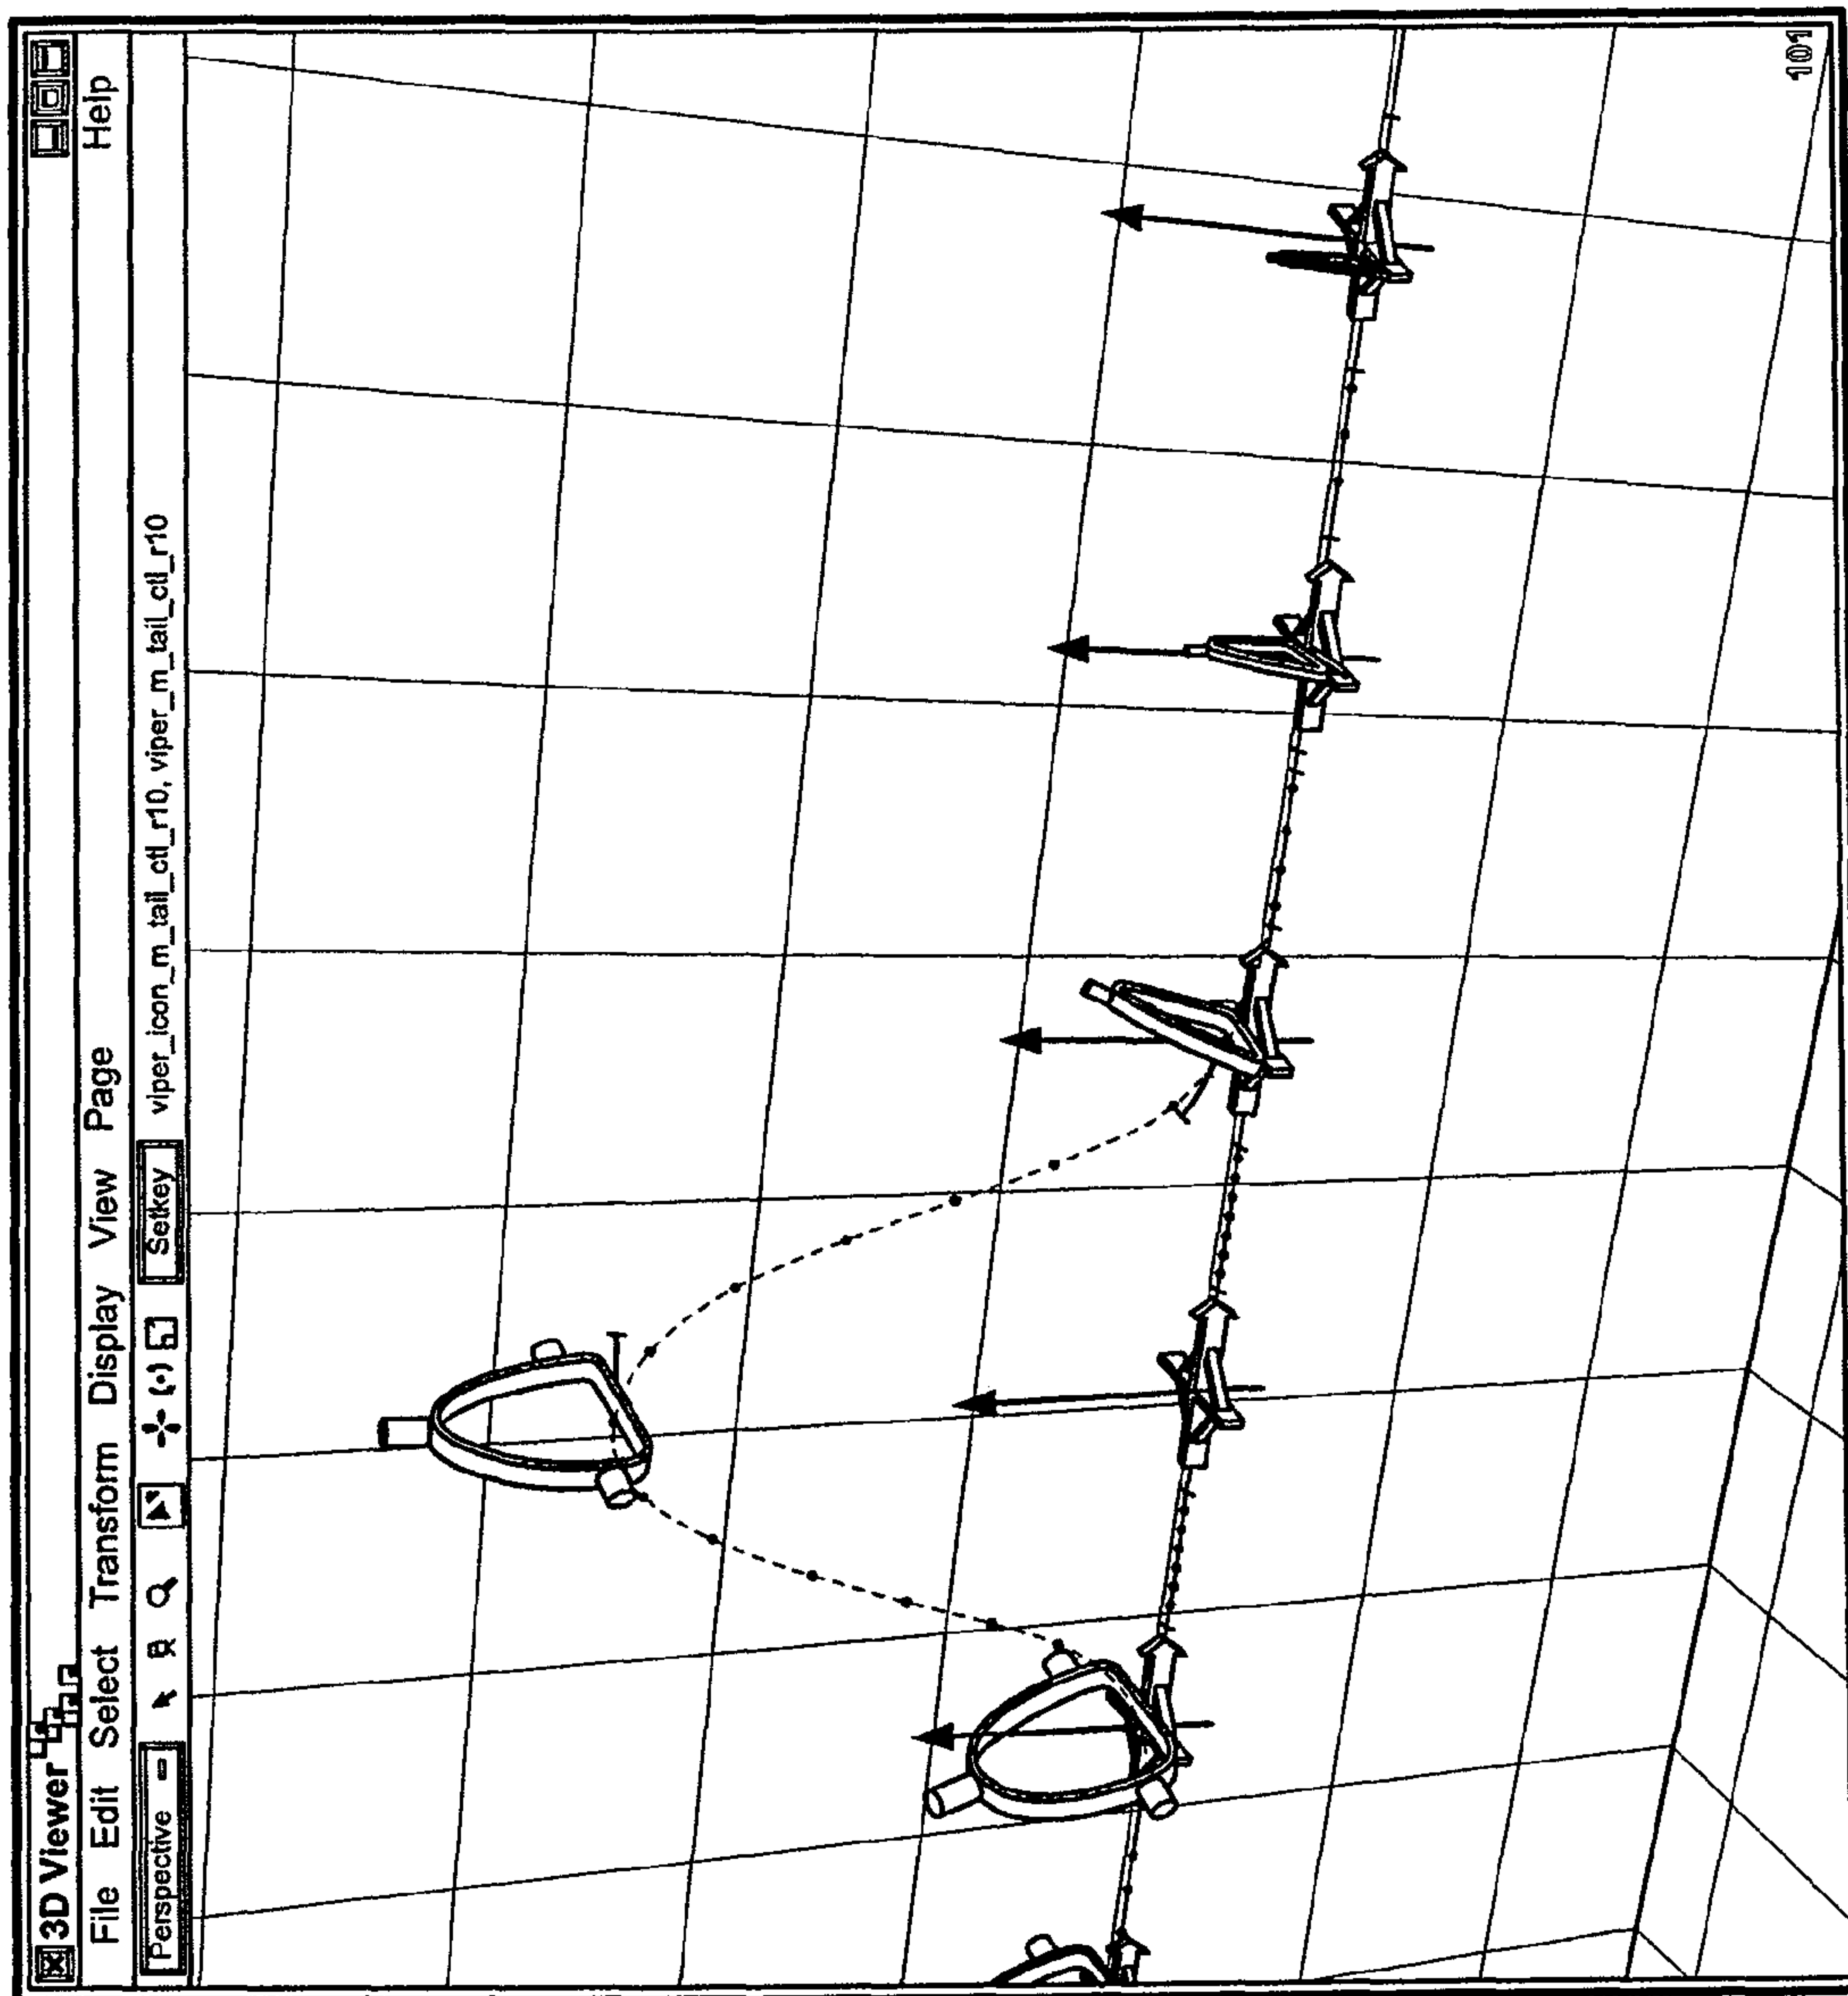 3D Viewer
File Edit Select Transform Display View Page Help
Perspective Setkey viper_icon_m_tail_ctl_r10, viper_m_tail_ctl_r10
101